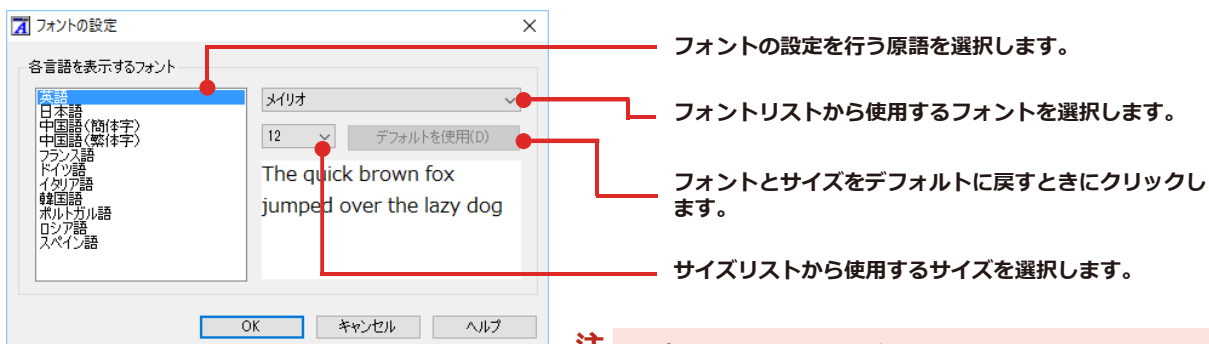 フォントの設定
各言語を表示するフォント
英語
日本語
中国語(簡体字)
中国語(繁体字)
フランス語
ドイツ語
イタリア語
韓国語
ポルトガル語
ロシア語
スペイン語
メイリオ
12
デフォルトを使用(D)
The quick brown fox
jumped over the lazy dog
OK
キャンセル
ヘルプ
フォントの設定を行う原語を選択します。
フォントリストから使用するフォントを選択します。
フォントとサイズをデフォルトに戻すときにクリックし
ます。
サイズリストから使用するサイズを選択します。